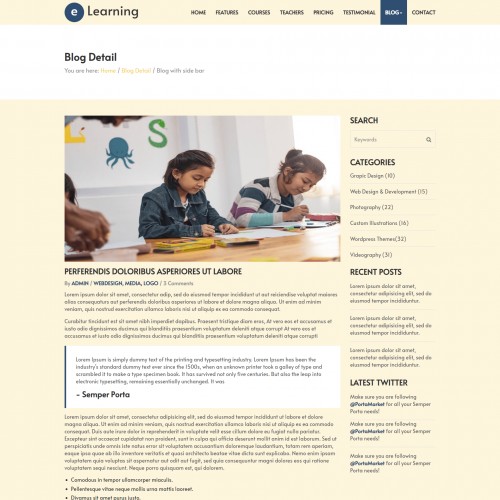 e Learning
HOME FEATURES COURSES TEACHERS PRICING TESTIMONIAL BLOG CONTACT
Blog Detail
You are here: Home / Blog Detail / Blog with side bar
PERFERENDIS DOLORIBUS ASPERIORES UT LABORE
By ADMIN / WEBDESIGN, MEDIA, LOGO / 3 Comments
Lorem ipsum dolor sit amet, consectetur adip, sed do eiusmod tempor incididunt ut aut reiciendise voluptat maiores
consequaturaut perferendis doloribus asperiores ut labore et dolore magna aliqua. Ut enim ad minim
veniam, quis nostrud exercitation ullamco laboris nisi ut aliquip ex ea commodo consequat.
Curabitur tincidunt est sit amet nibh imperdiet consequat. Praesent tristique diam eros, At vero eos et accusamus et
iusto odio dignissimos ducimus qui blanditiis praesentium voluptatum deleniti atque corrupti At vero eos et
accusamus et iusto odio dignissimos ducimus qui blanditiis praesentium voluptatum deleniti atque corrupti
Lorem Ipsum is simply dummy text of the printing and typesetting industry. Lorem Ipsum has been the
industry's standard dummy text ever since the 1500s, when an unknown printer took a galley of type and
scrambled it to make a type specimen book. It has survived not only five centuries. But also the leap into
electronic typesetting, remaining essentially unchanged. It was
- Semper Porta
Lorem ipsum dolor sit amet, consectetur adipisicing elit, sed do eiusmod tempor incididunt ut labore et dolore magna
aliqua. Ut enim ad minim veniam, quis nostrud exercitation ullamco laboris nisi ut aliquip ex ea commodo
consequat. Duis aute irure dolor in reprehenderit in voluptate velit esse cillum dolore eu fugiat nulla pariatur.
Excepteur sint occaecat cupidatat non proident, sunt in culpa qui officia deserunt mollit anim id est laborum. Sed ut
perspiciatis unde omnis iste natus error sit voluptatem accusantium doloremque laudantium, totam rem aperiam,
eaque ipsa quae ab illo inventore veritatis et quasi architecto beatae vitae dicta sunt explicabo. Nemo enim ipsam
voluptatem quia voluptas sit aspernatur aut odit aut fugit, sed quia consequuntur magni dolores eos qui ratione
voluptatem sequi nesciunt. Neque porro quisquam est, qui dolorem.
• Comodous in tempor ullamcorper miaculis.
• Pellentesque vitae neque mollis urna mattis laoreet.
• Divamus sit amet purus justo.
SEARCH
Keywords
CATEGORIES
Grapic Design (10)
Web Design & Development (15)
Photography (22)
Custom Illustrations (16)
Wordpress Themes(32)
Videography (31)
RECENT POSTS
Lorem ipsum dolor sit amet,
consectetur adipisicing elit, sed do
eiusmod tempor incididuntur.
Lorem ipsum dolor sit amet,
consectetur adipisicing elit, sed do
eiusmod tempor incididuntur.
Lorem ipsum dolor sit amet,
consectetur adipisicing elit, sed do
eiusmod tempor incididuntur.
LATEST TWITTER
Make sure you are following
@PortaMarket for all your Semper
Porta needs!
Make sure you are following
@PortaMarket for all your Semper
Porta needs!
Make sure you are following
@PortaMarket for all your Semper
Porta needs!